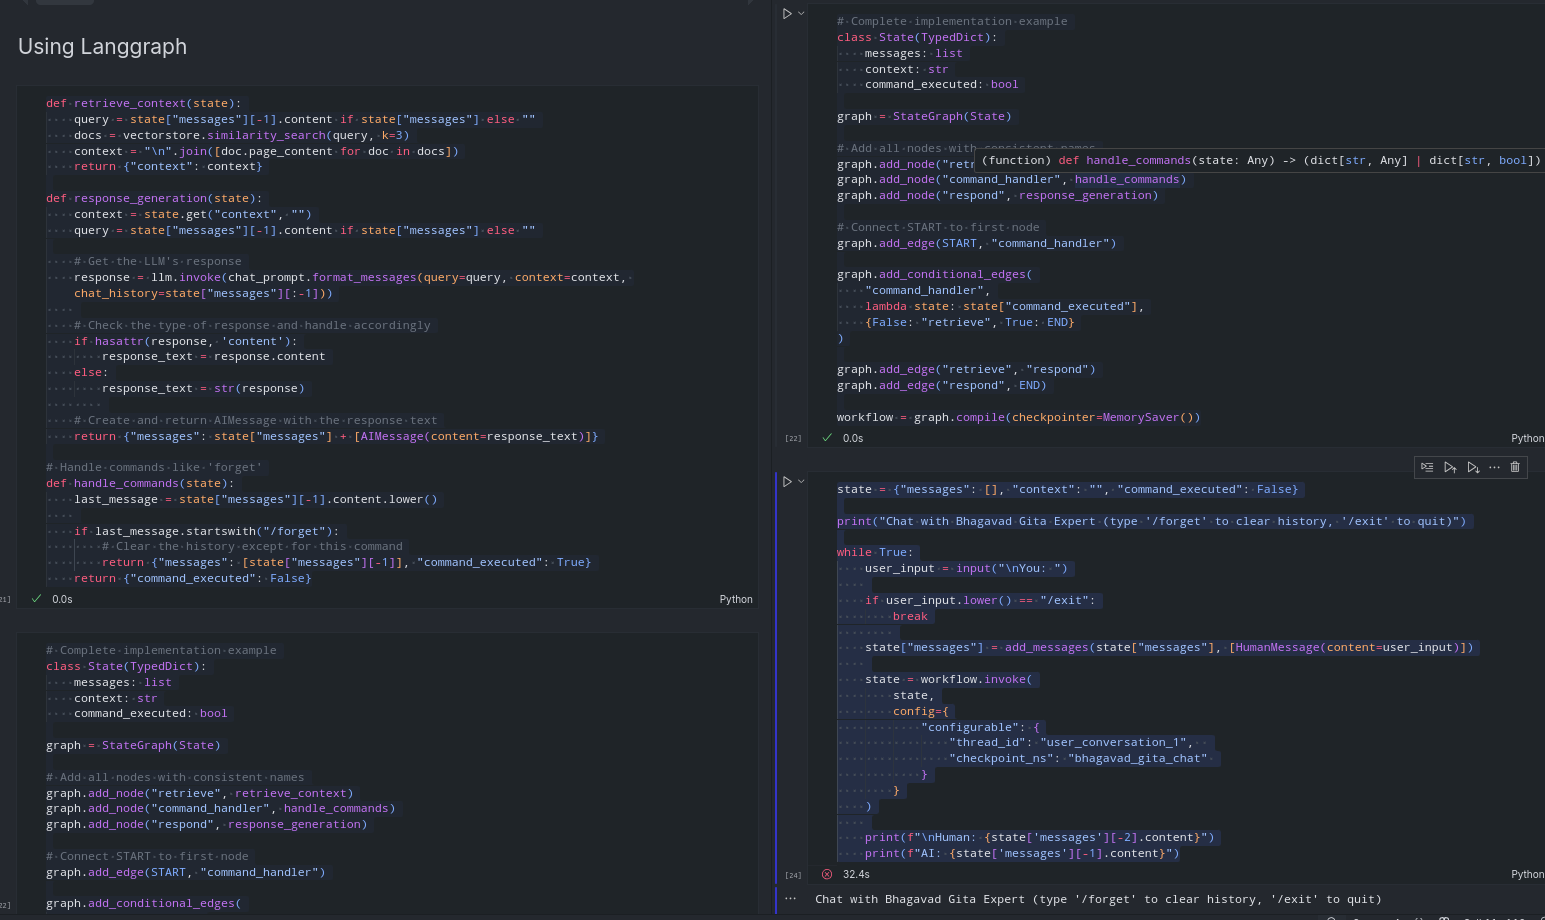 Using Langgraph
def retrieve_context(state):
    query = state["messages"][-1].content if state["messages"] else ""
    docs = vectorstore.similarity_search(query, k=3)
    context = "\n".join([doc.page_content for doc in docs])
    return {"context": context}
def response_generation(state):
    context = state.get("context", "")
    query = state["messages"][-1].content if state["messages"] else ""
    # Get the LLM's response
    response = llm.invoke(chat_prompt.format_messages(query=query, context=context,
    chat_history=state["messages"][:-1]))
    # Check the type of response and handle accordingly
    if hasattr(response, 'content'):
        response_text = response.content
    else:
        response_text = str(response)
    # Create and return AIMessage with the response text
    return {"messages": state["messages"] + [AIMessage(content=response_text)]}
# Handle commands like 'forget'
def handle_commands(state):
    last_message = state["messages"][-1].content.lower()
    if last_message.startswith("/forget"):
        # Clear the history except for this command
        return {"messages": [state["messages"][-1]], "command_executed": True}
    return {"command_executed": False}
21]
0.0s
Python
# Complete implementation example
class State(TypedDict):
    messages: list
    context: str
    command_executed: bool
graph = StateGraph(State)
# Add all nodes with consistent names
graph.add_node("retrieve", retrieve_context)
graph.add_node("command_handler", handle_commands)
graph.add_node("respond", response_generation)
# Connect START to first node
graph.add_edge(START, "command_handler")
graph.add_conditional_edges(
22]
# Complete implementation example
class State(TypedDict):
    messages: list
    context: str
    command_executed: bool
graph = StateGraph(State)
# Add all nodes with consistent names
graph.add_node("retr
(function) def handle_commands(state: Any) -> (dict[str, Any] | dict[str, bool])
graph.add_node("command_handler", handle_commands)
graph.add_node("respond", response_generation)
# Connect START to first node
graph.add_edge(START, "command_handler")
graph.add_conditional_edges(
    "command_handler",
    lambda state: state["command_executed"],
    {False: "retrieve", True: END}
)
graph.add_edge("retrieve", "respond")
graph.add_edge("respond", END)
workflow = graph.compile(checkpointer=MemorySaver())
[22]
0.0s
Python
state = {"messages": [], "context": "", "command_executed": False}
print("Chat with Bhagavad Gita Expert (type '/forget' to clear history, '/exit' to quit)")
while True:
    user_input = input("\nYou: ")
    if user_input.lower() == "/exit":
        break
    state["messages"] = add_messages(state["messages"], [HumanMessage(content=user_input)])
    state = workflow.invoke(
        state,
        config={
            "configurable": {
                "thread_id": "user_conversation_1",
                "checkpoint_ns": "bhagavad_gita_chat"
            }
        }
    )
    print(f"\nHuman: {state['messages'][-2].content}")
    print(f"AI: {state['messages'][-1].content}")
[24]
32.4s
Python
Chat with Bhagavad Gita Expert (type '/forget' to clear history, '/exit' to quit)